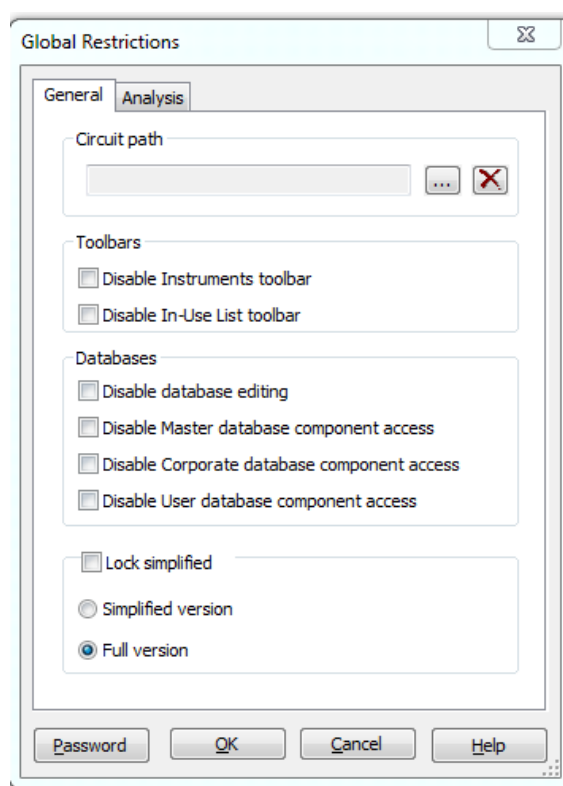 Global Restrictions
General Analysis
Circuit path
...
Toolbars
Disable Instruments toolbar
Disable In-Use List toolbar
Databases
Disable database editing
Disable Master database component access
Disable Corporate database component access
Disable User database component access
Lock simplified
Simplified version
Full version
Password OK Cancel Help